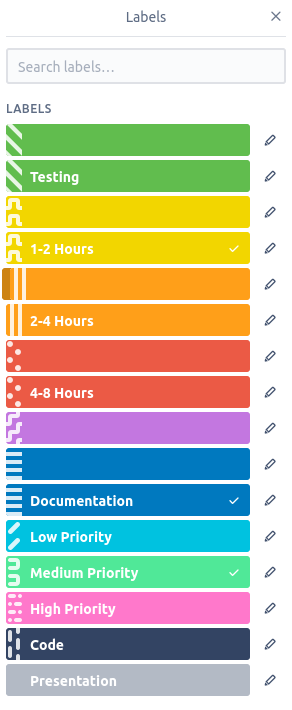 Labels
Search labels…
LABELS
Testing
1-2 Hours
2-4 Hours
4-8 Hours
Documentation
Low Priority
Medium Priority
High Priority
Code
Presentation